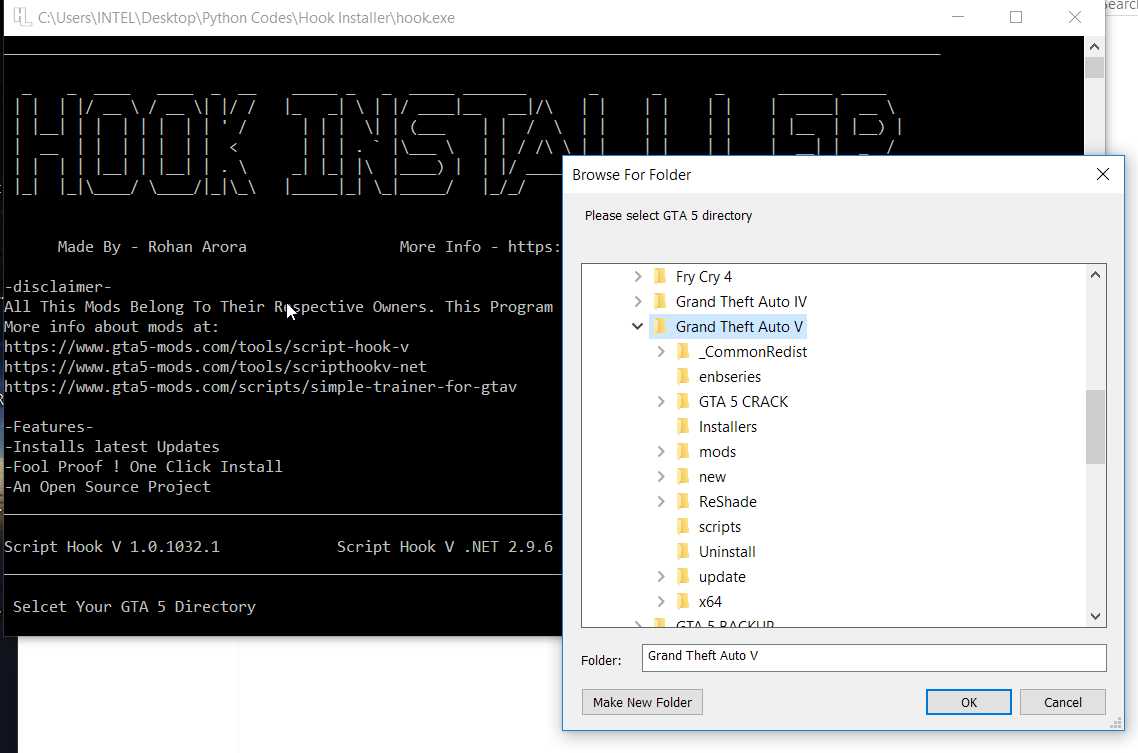 C:\Users\INTEL\Desktop\Python Codes\Hook Installer\hook.exe
HOOK INSTALLLER
Made By - Rohan Arora More Info - https:
-disclaimer-
All This Mods Belong To Their Respective Owners. This Program
More info about mods at:
https://www.gta5-mods.com/tools/script-hook-v
https://www.gta5-mods.com/tools/scripthookv-net
https://www.gta5-mods.com/scripts/simple-trainer-for-gtav
-Features-
-Installs latest Updates
-Fool Proof ! One Click Install
-An Open Source Project
Script Hook V 1.0.1032.1 Script Hook V .NET 2.9.6
Selcet Your GTA 5 Directory
Browse For Folder
Please select GTA 5 directory
Fry Cry 4
Grand Theft Auto IV
Grand Theft Auto V
_CommonRedist
enbseries
GTA 5 CRACK
Installers
mods
new
ReShade
scripts
Uninstall
update
x64
GTA 5 BACKUP
Folder: Grand Theft Auto V
Make New Folder OK Cancel